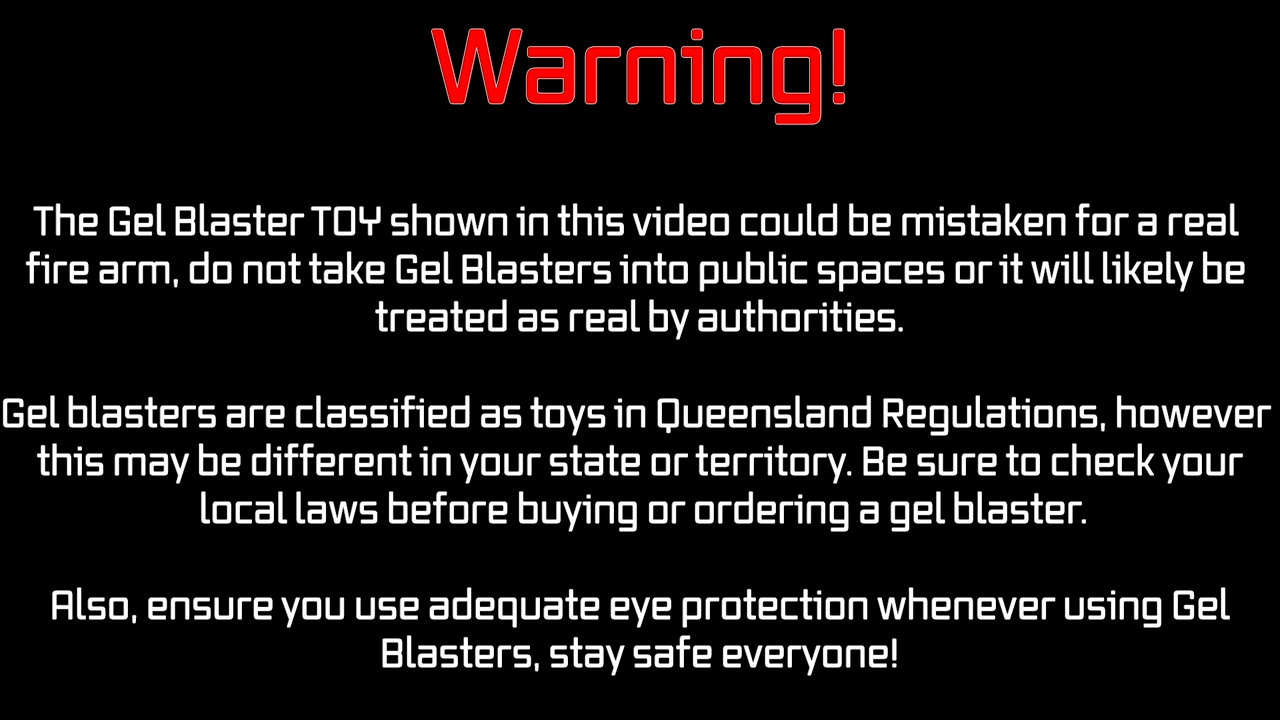 Warning!
The Gel Blaster TOY shown in this video could be mistaken for a real
fire arm, do not take Gel Blasters into public spaces or it will likely be
treated as real by authorities.
Gel blasters are classified as toys in Queensland Regulations, however
this may be different in your state or territory. Be sure to check your
local laws before buying or ordering a gel blaster.
Also, ensure you use adequate eye protection whenever using Gel
Blasters, stay safe everyone!